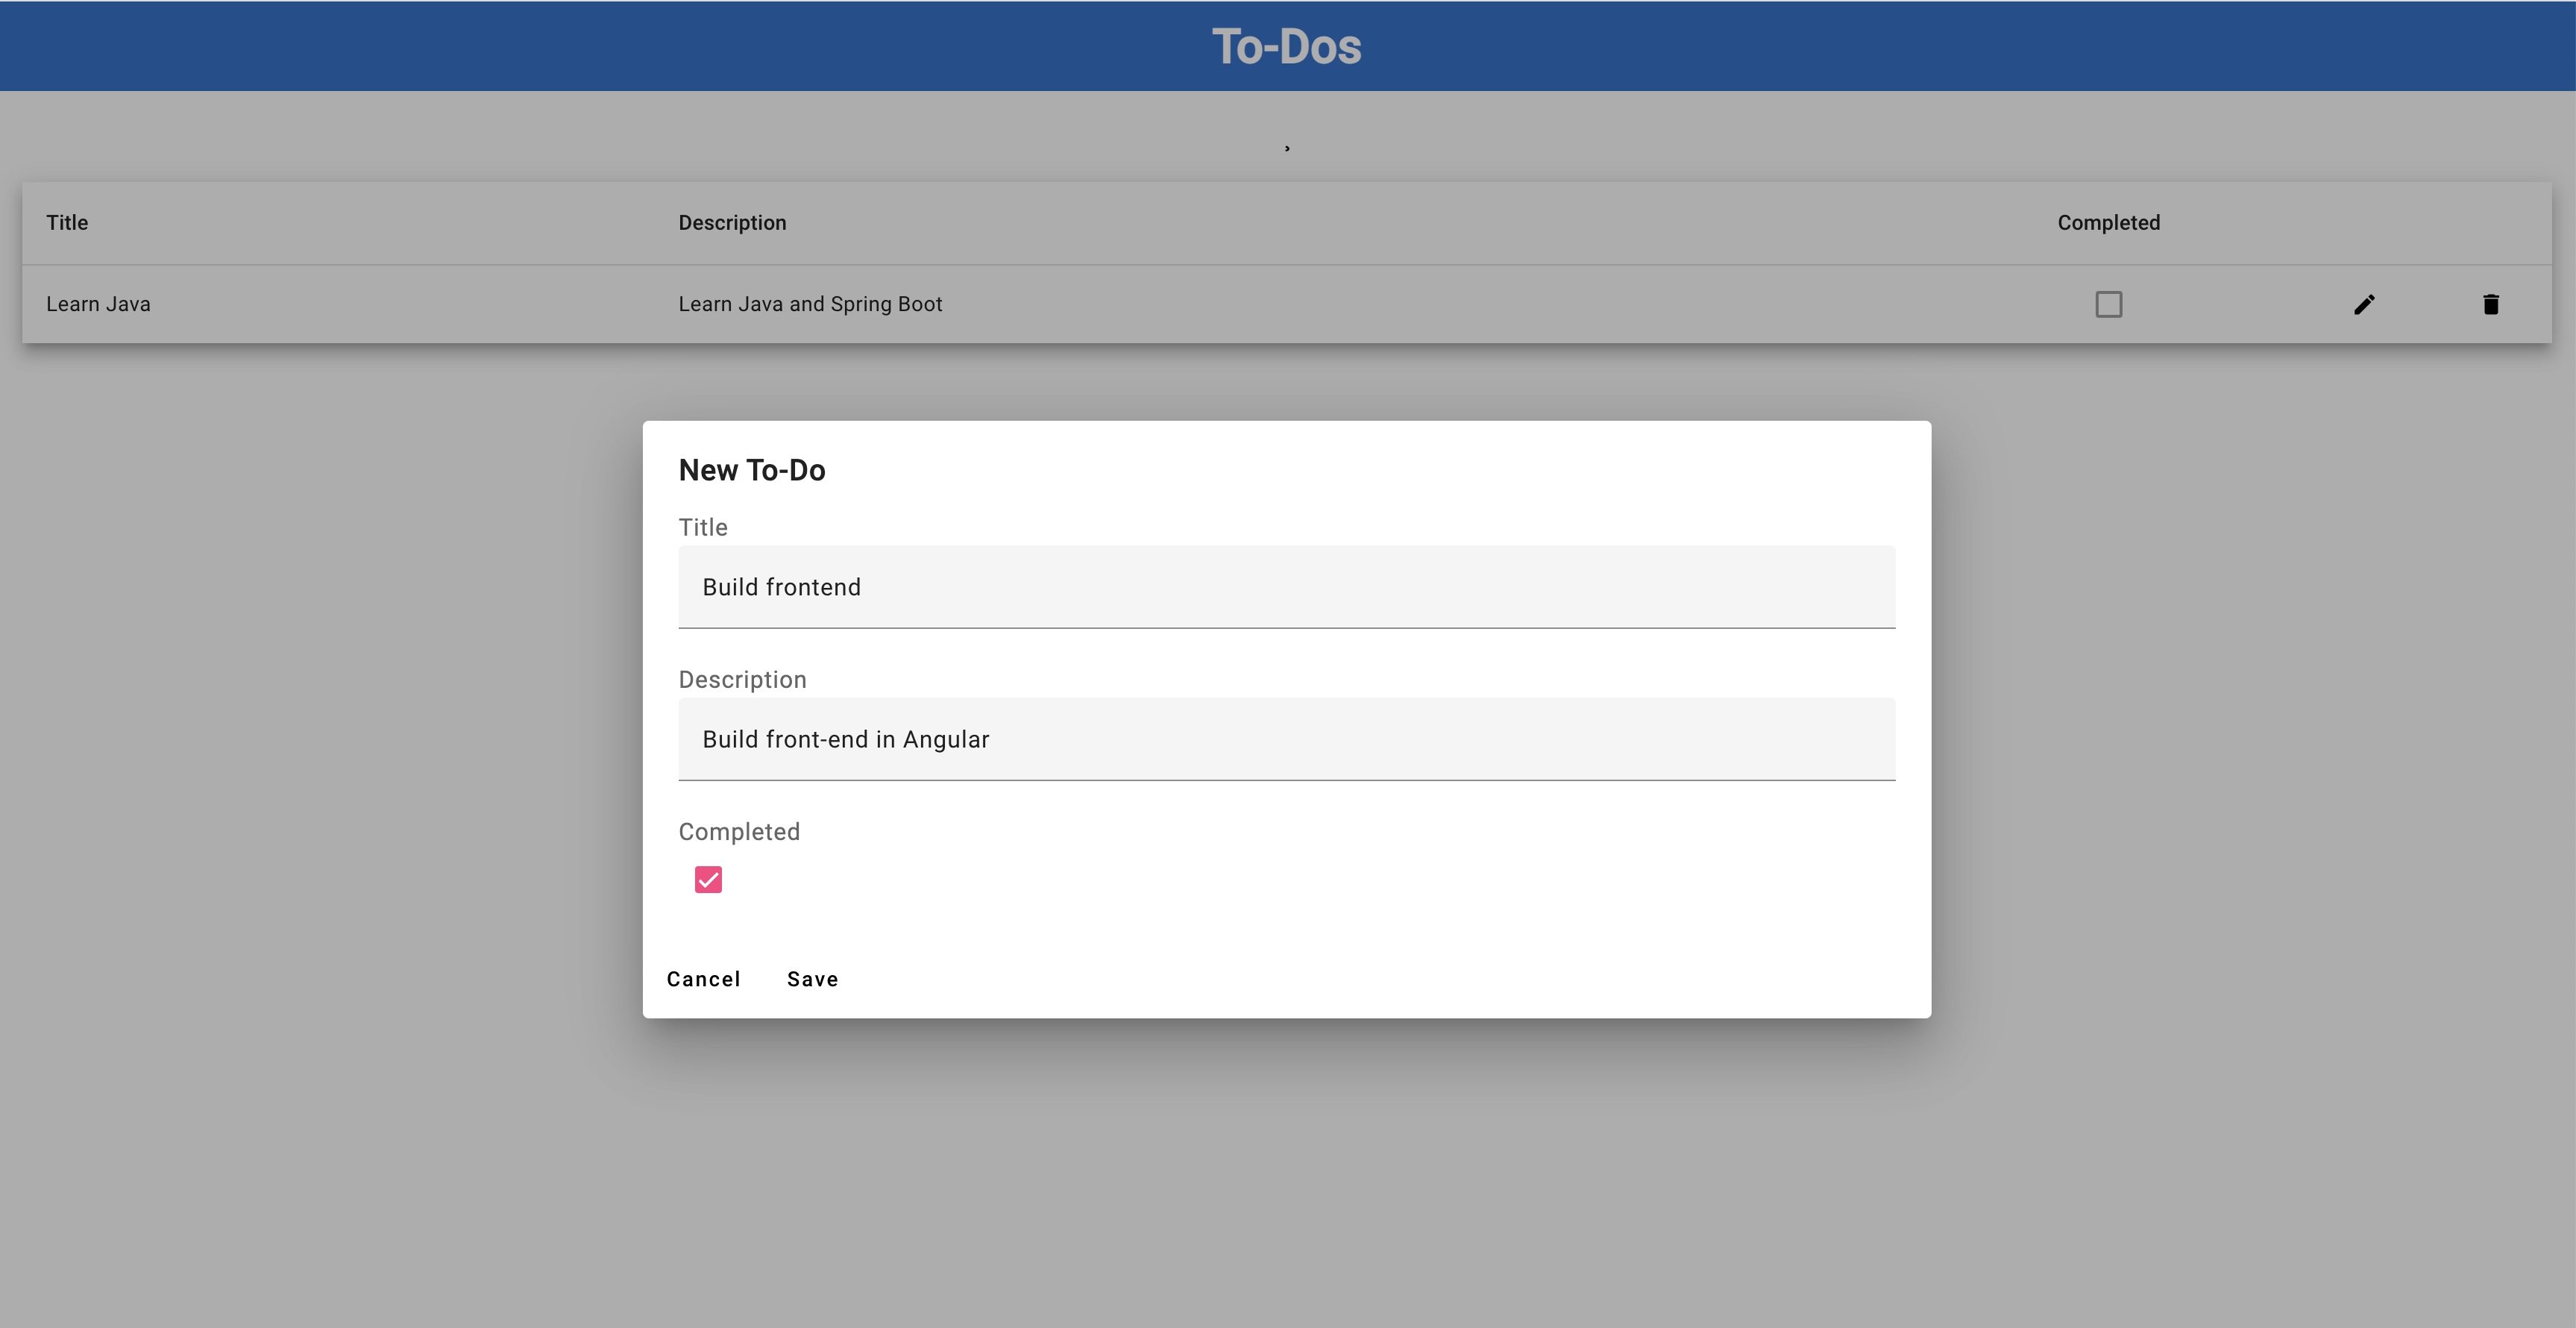 To-Dos
Title Description Completed
Learn Java Learn Java and Spring Boot
New To-Do
Title
Build frontend
Description
Build front-end in Angular
Completed
Cancel Save